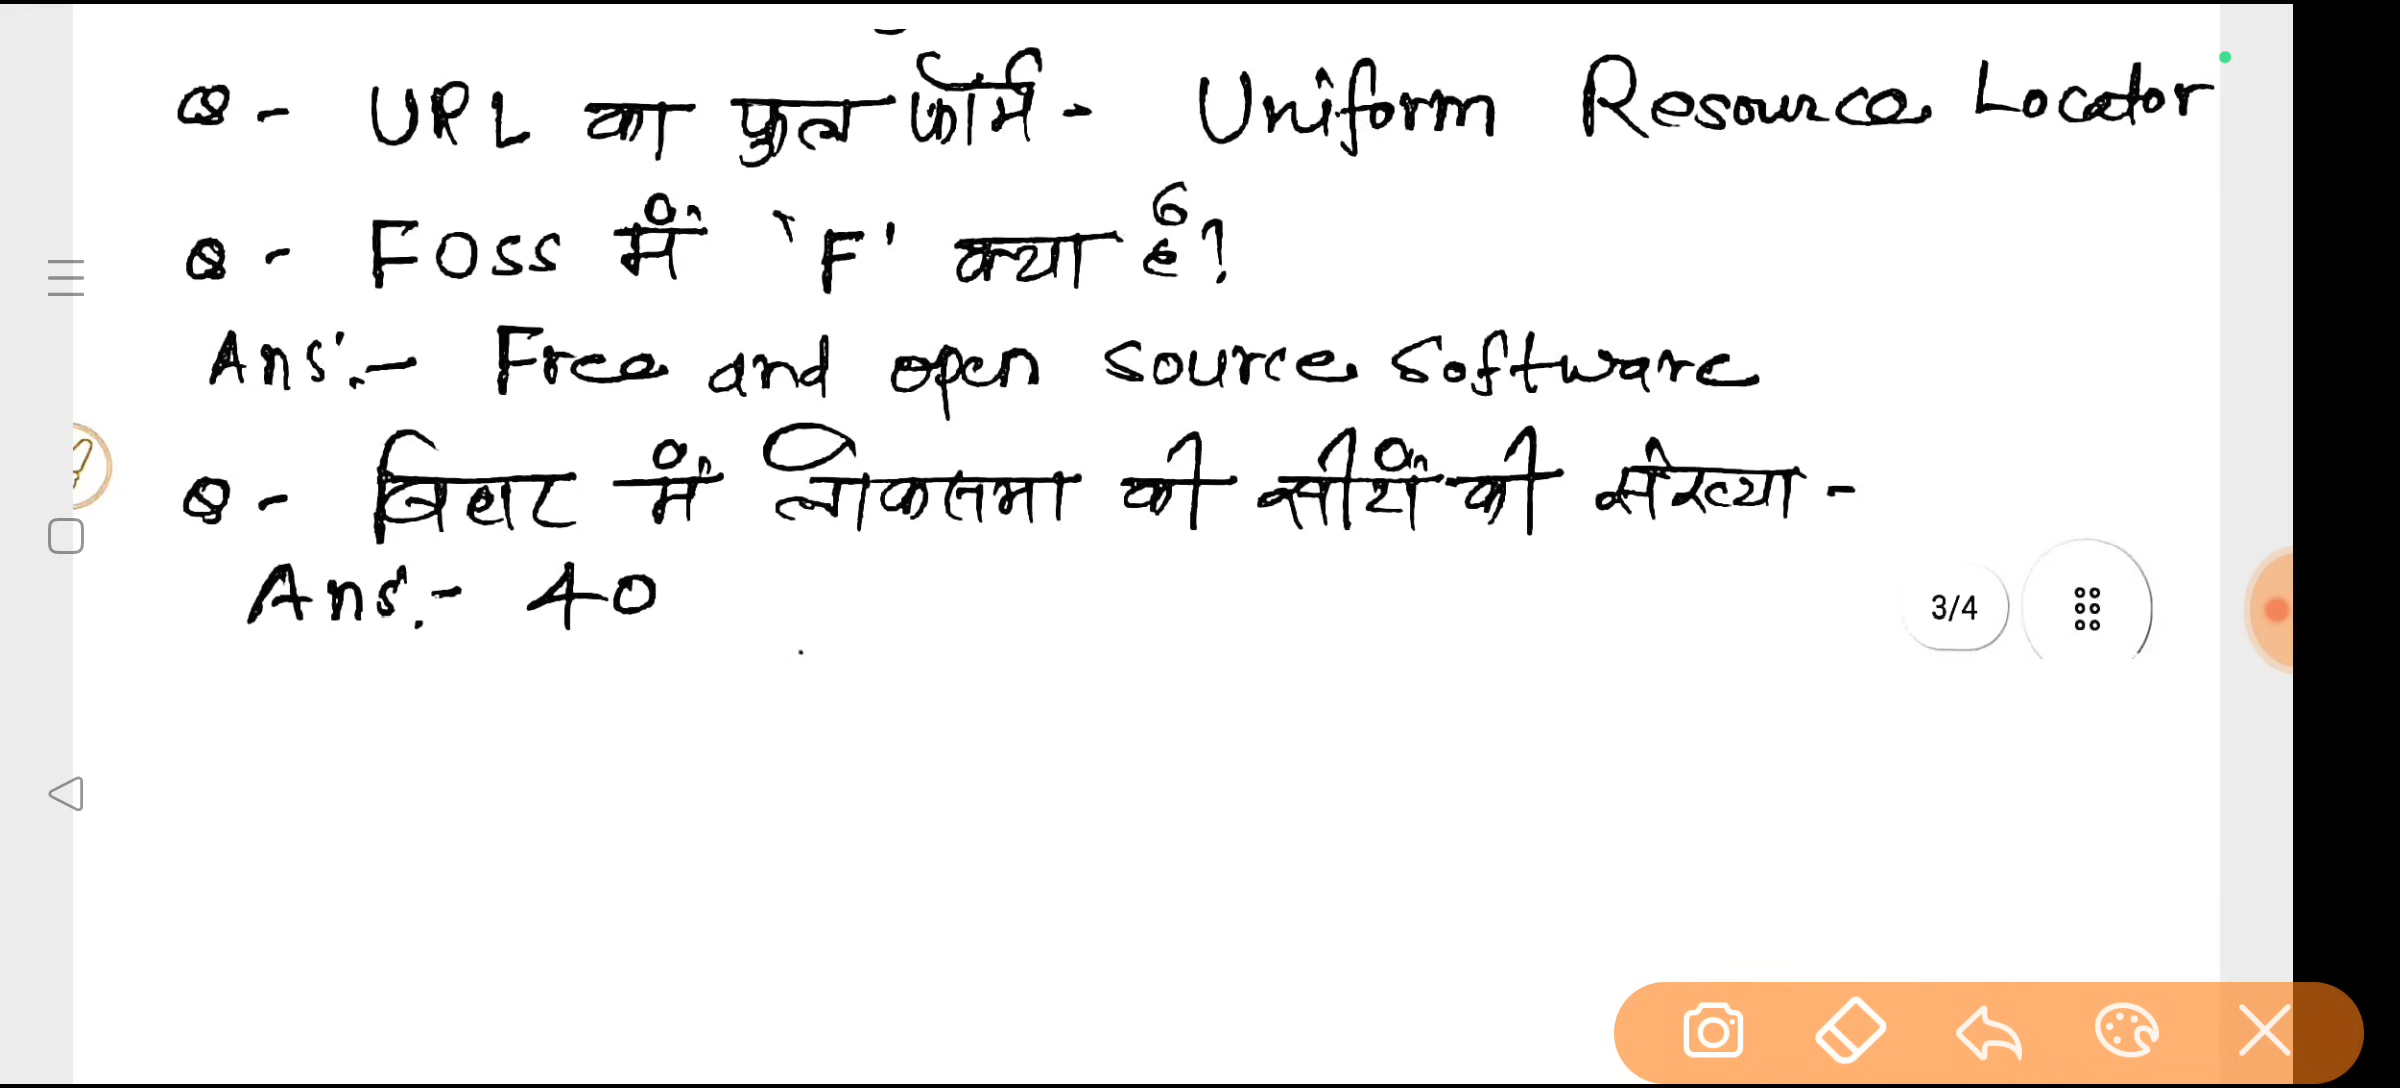 Q- URL का फुल फॉर्म - Uniform Resource Locator
Q- FOSS में 'F' क्या है?
Ans:- Free and open source software
Q- बिहार में लोकसभा की सीटों की संख्या -
Ans:- 40
3/4